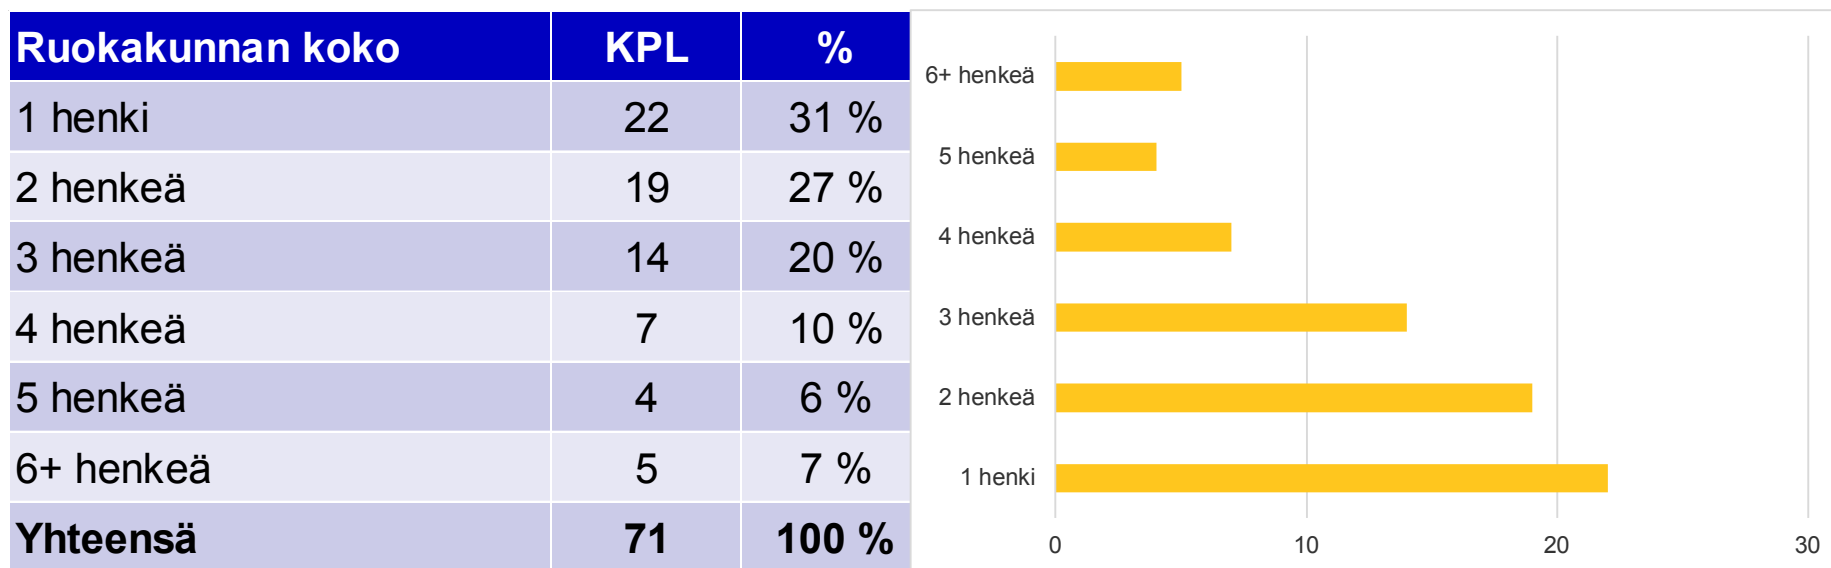 Ruokakunnan koko KPL %
1 henki 22 31 %
2 henkeä 19 27 %
3 henkeä 14 20 %
4 henkeä 7 10 %
5 henkeä 4 6 %
6+ henkeä 5 7 %
Yhteensä 71 100 %
6+ henkeä
5 henkeä
4 henkeä
3 henkeä
2 henkeä
1 henki
0 10 20 30